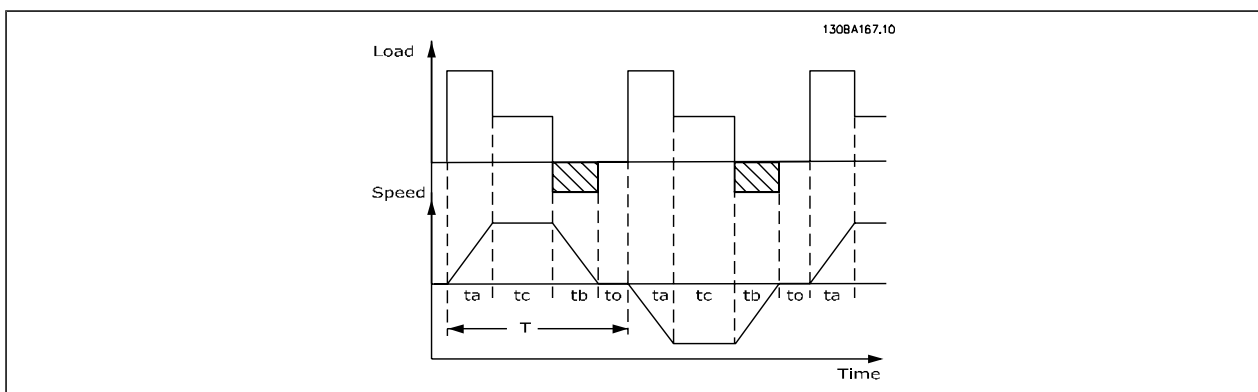 130BA167.10
Load
Speed
ta tc tb to ta tc tb to ta
T
Time